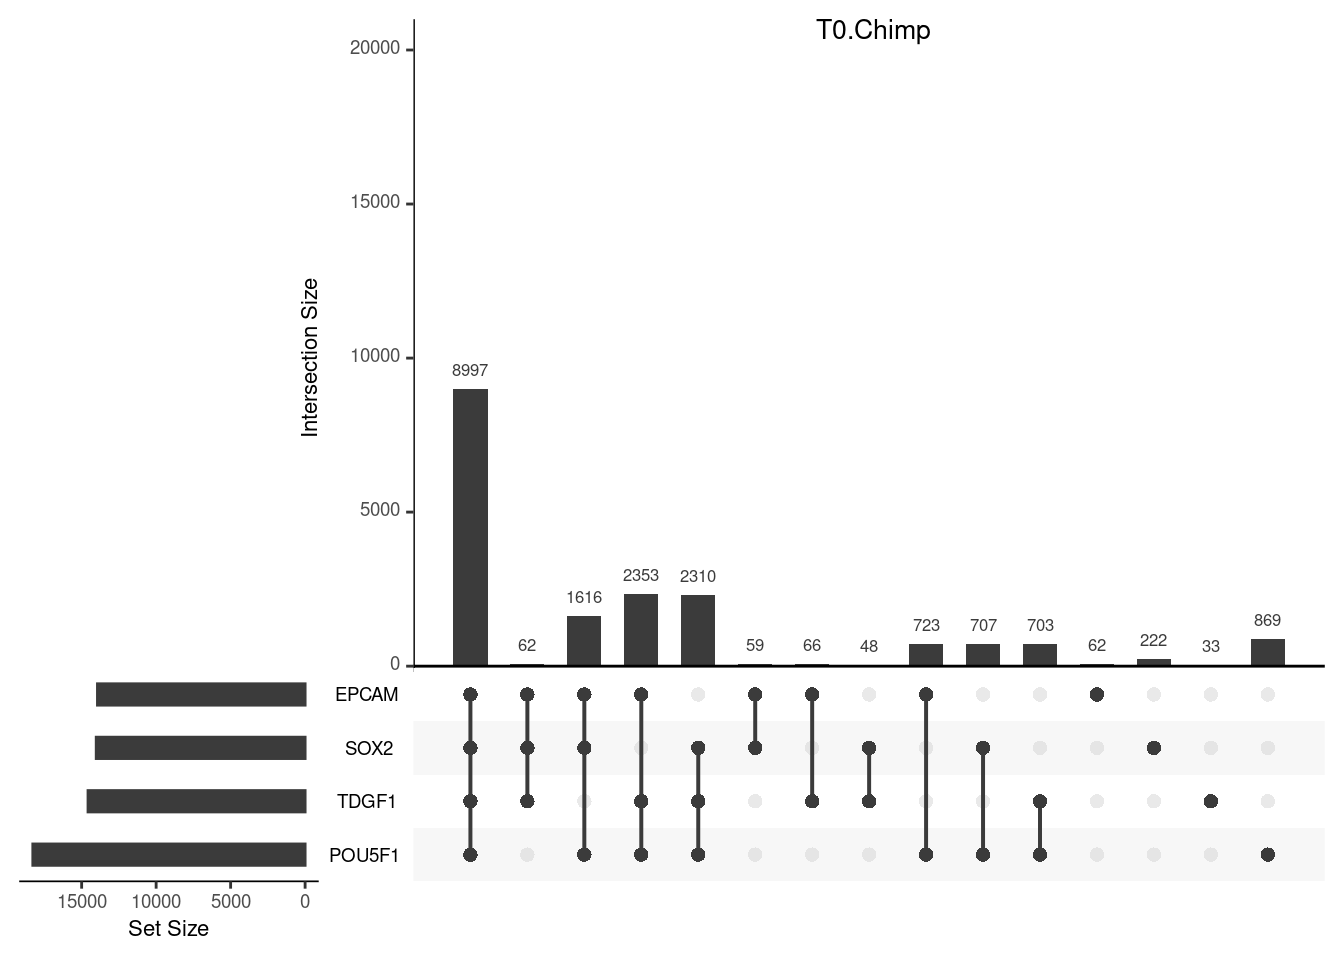 T0.Chimp
20000
15000
10000
5000
0
Intersection Size
8997
62
1616
2353
2310
59
66
48
723
707
703
62
222
33
869
EPCAM
SOX2
TDGF1
POU5F1
15000 10000 5000 0
Set Size